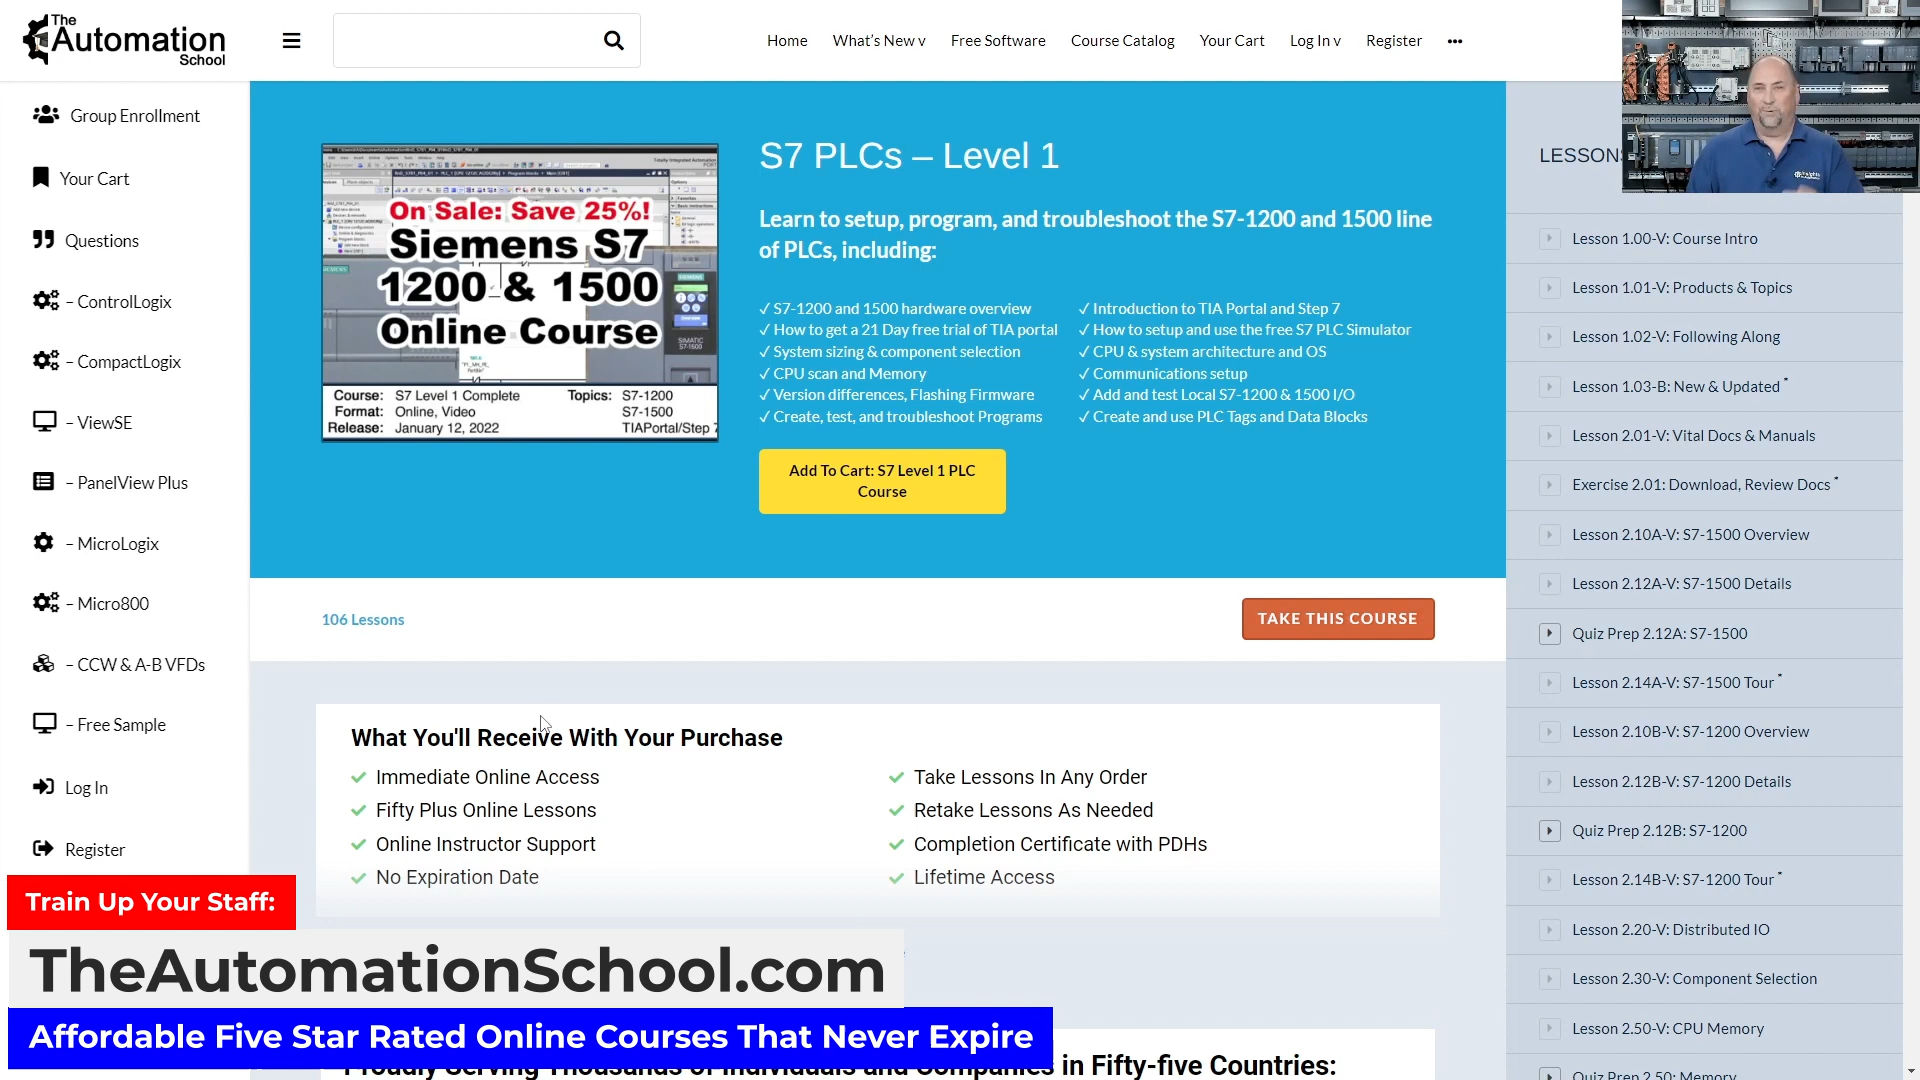 The
Automation
School
Home
What's New v
Free Software
Course Catalog
Your Cart
Log In v
Register
Group Enrollment
Your Cart
Questions
– ControlLogix
– CompactLogix
– ViewSE
– PanelView Plus
– MicroLogix
– Micro800
– CCW & A-B VFDs
– Free Sample
Log In
Register
On Sale: Save 25%!
Siemens S7
1200 & 1500
Online Course
SIMATIC
S7-1500
Course: S7 Level 1 Complete
Format: Online, Video
Release: January 12, 2022
Topics: S7-1200
S7-1500
TIAPortal/Step 7
S7 PLCs – Level 1
Learn to setup, program, and troubleshoot the S7-1200 and 1500 line
of PLCs, including:
✓ S7-1200 and 1500 hardware overview
✓ How to get a 21 Day free trial of TIA portal
✓ System sizing & component selection
✓ CPU scan and Memory
✓ Version differences, Flashing Firmware
✓ Create, test, and troubleshoot Programs
✓ Introduction to TIA Portal and Step 7
✓ How to setup and use the free S7 PLC Simulator
✓ CPU & system architecture and OS
✓ Communications setup
✓ Add and test Local S7-1200 & 1500 I/O
✓ Create and use PLC Tags and Data Blocks
Add To Cart: S7 Level 1 PLC
Course
106 Lessons
TAKE THIS COURSE
What You'll Receive With Your Purchase
Immediate Online Access
Fifty Plus Online Lessons
Online Instructor Support
No Expiration Date
Take Lessons In Any Order
Retake Lessons As Needed
Completion Certificate with PDHs
Lifetime Access
Proudly Serving Thousands of Individuals and Companies in Fifty-five Countries:
LESSONS
Lesson 1.00-V: Course Intro
Lesson 1.01-V: Products & Topics
Lesson 1.02-V: Following Along
Lesson 1.03-B: New & Updated *
Lesson 2.01-V: Vital Docs & Manuals
Exercise 2.01: Download, Review Docs *
Lesson 2.10A-V: S7-1500 Overview
Lesson 2.12A-V: S7-1500 Details
Quiz Prep 2.12A: S7-1500
Lesson 2.14A-V: S7-1500 Tour *
Lesson 2.10B-V: S7-1200 Overview
Lesson 2.12B-V: S7-1200 Details
Quiz Prep 2.12B: S7-1200
Lesson 2.14B-V: S7-1200 Tour *
Lesson 2.20-V: Distributed IO
Lesson 2.30-V: Component Selection
Lesson 2.50-V: CPU Memory
Quiz Prep 2.50: Memory
Train Up Your Staff:
TheAutomationSchool.com
Affordable Five Star Rated Online Courses That Never Expire